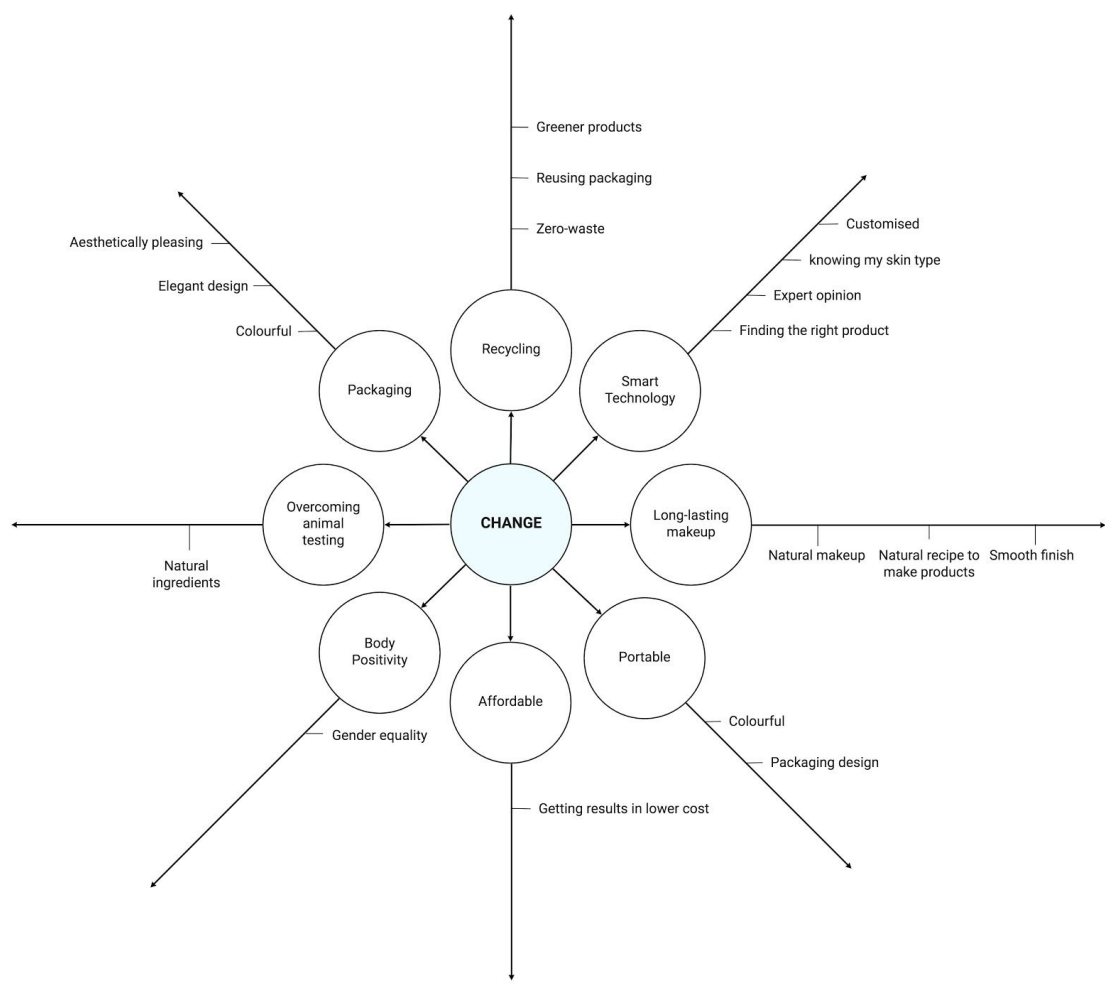 Greener products
Reusing packaging
Zero-waste
Recycling
Customised
knowing my skin type
Expert opinion
Finding the right product
Smart
Technology
Aesthetically pleasing
Elegant design
Colourful
Packaging
CHANGE
Overcoming
animal
testing
Natural
ingredients
Long-lasting
makeup
Natural makeup
Natural recipe to
make products
Smooth finish
Body
Positivity
Gender equality
Affordable
Getting results in lower cost
Portable
Colourful
Packaging design